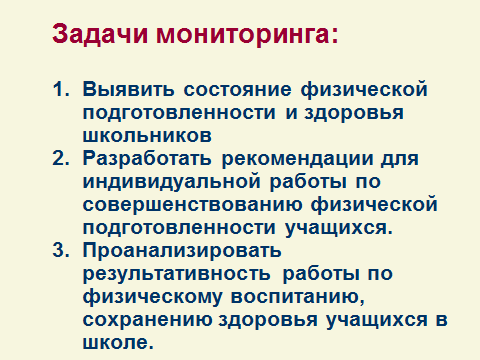 Задачи мониторинга:
1. Выявить состояние физической
подготовленности и здоровья
школьников
2. Разработать рекомендации для
индивидуальной работы по
совершенствованию физической
подготовленности учащихся.
3. Проанализировать
результативность работы по
физическому воспитанию,
сохранению здоровья учащихся в
школе.